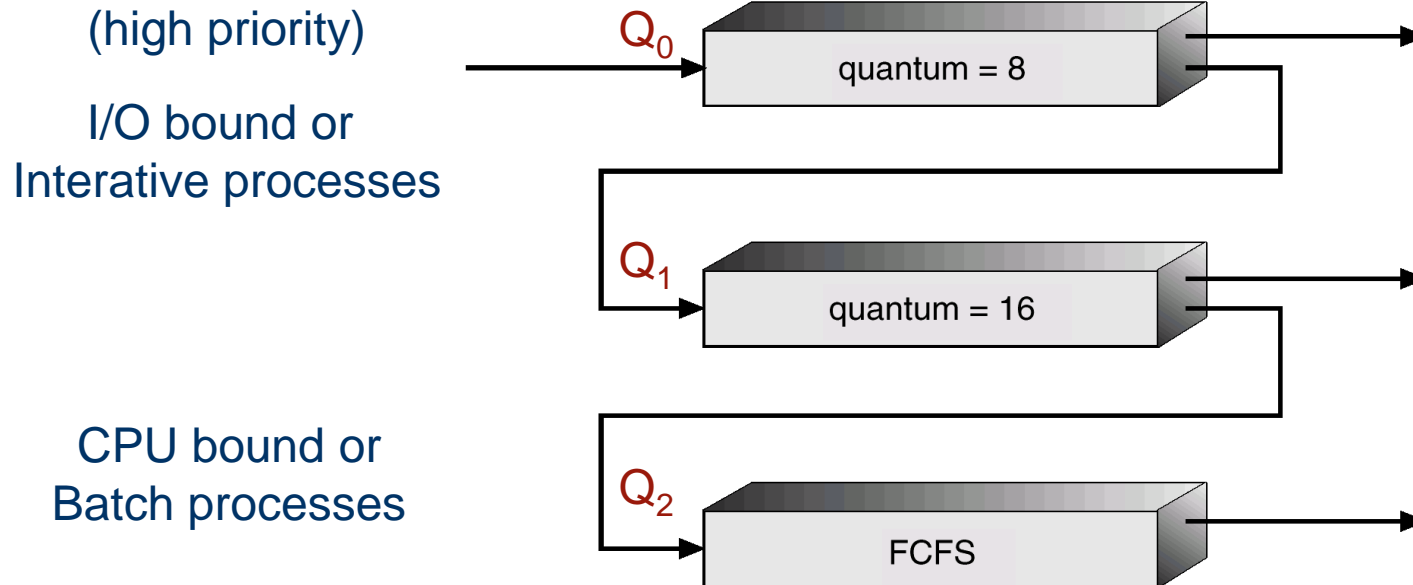 (high priority)
Q0
quantum = 8
I/O bound or
Interative processes
Q1
quantum = 16
CPU bound or
Batch processes
Q2
FCFS